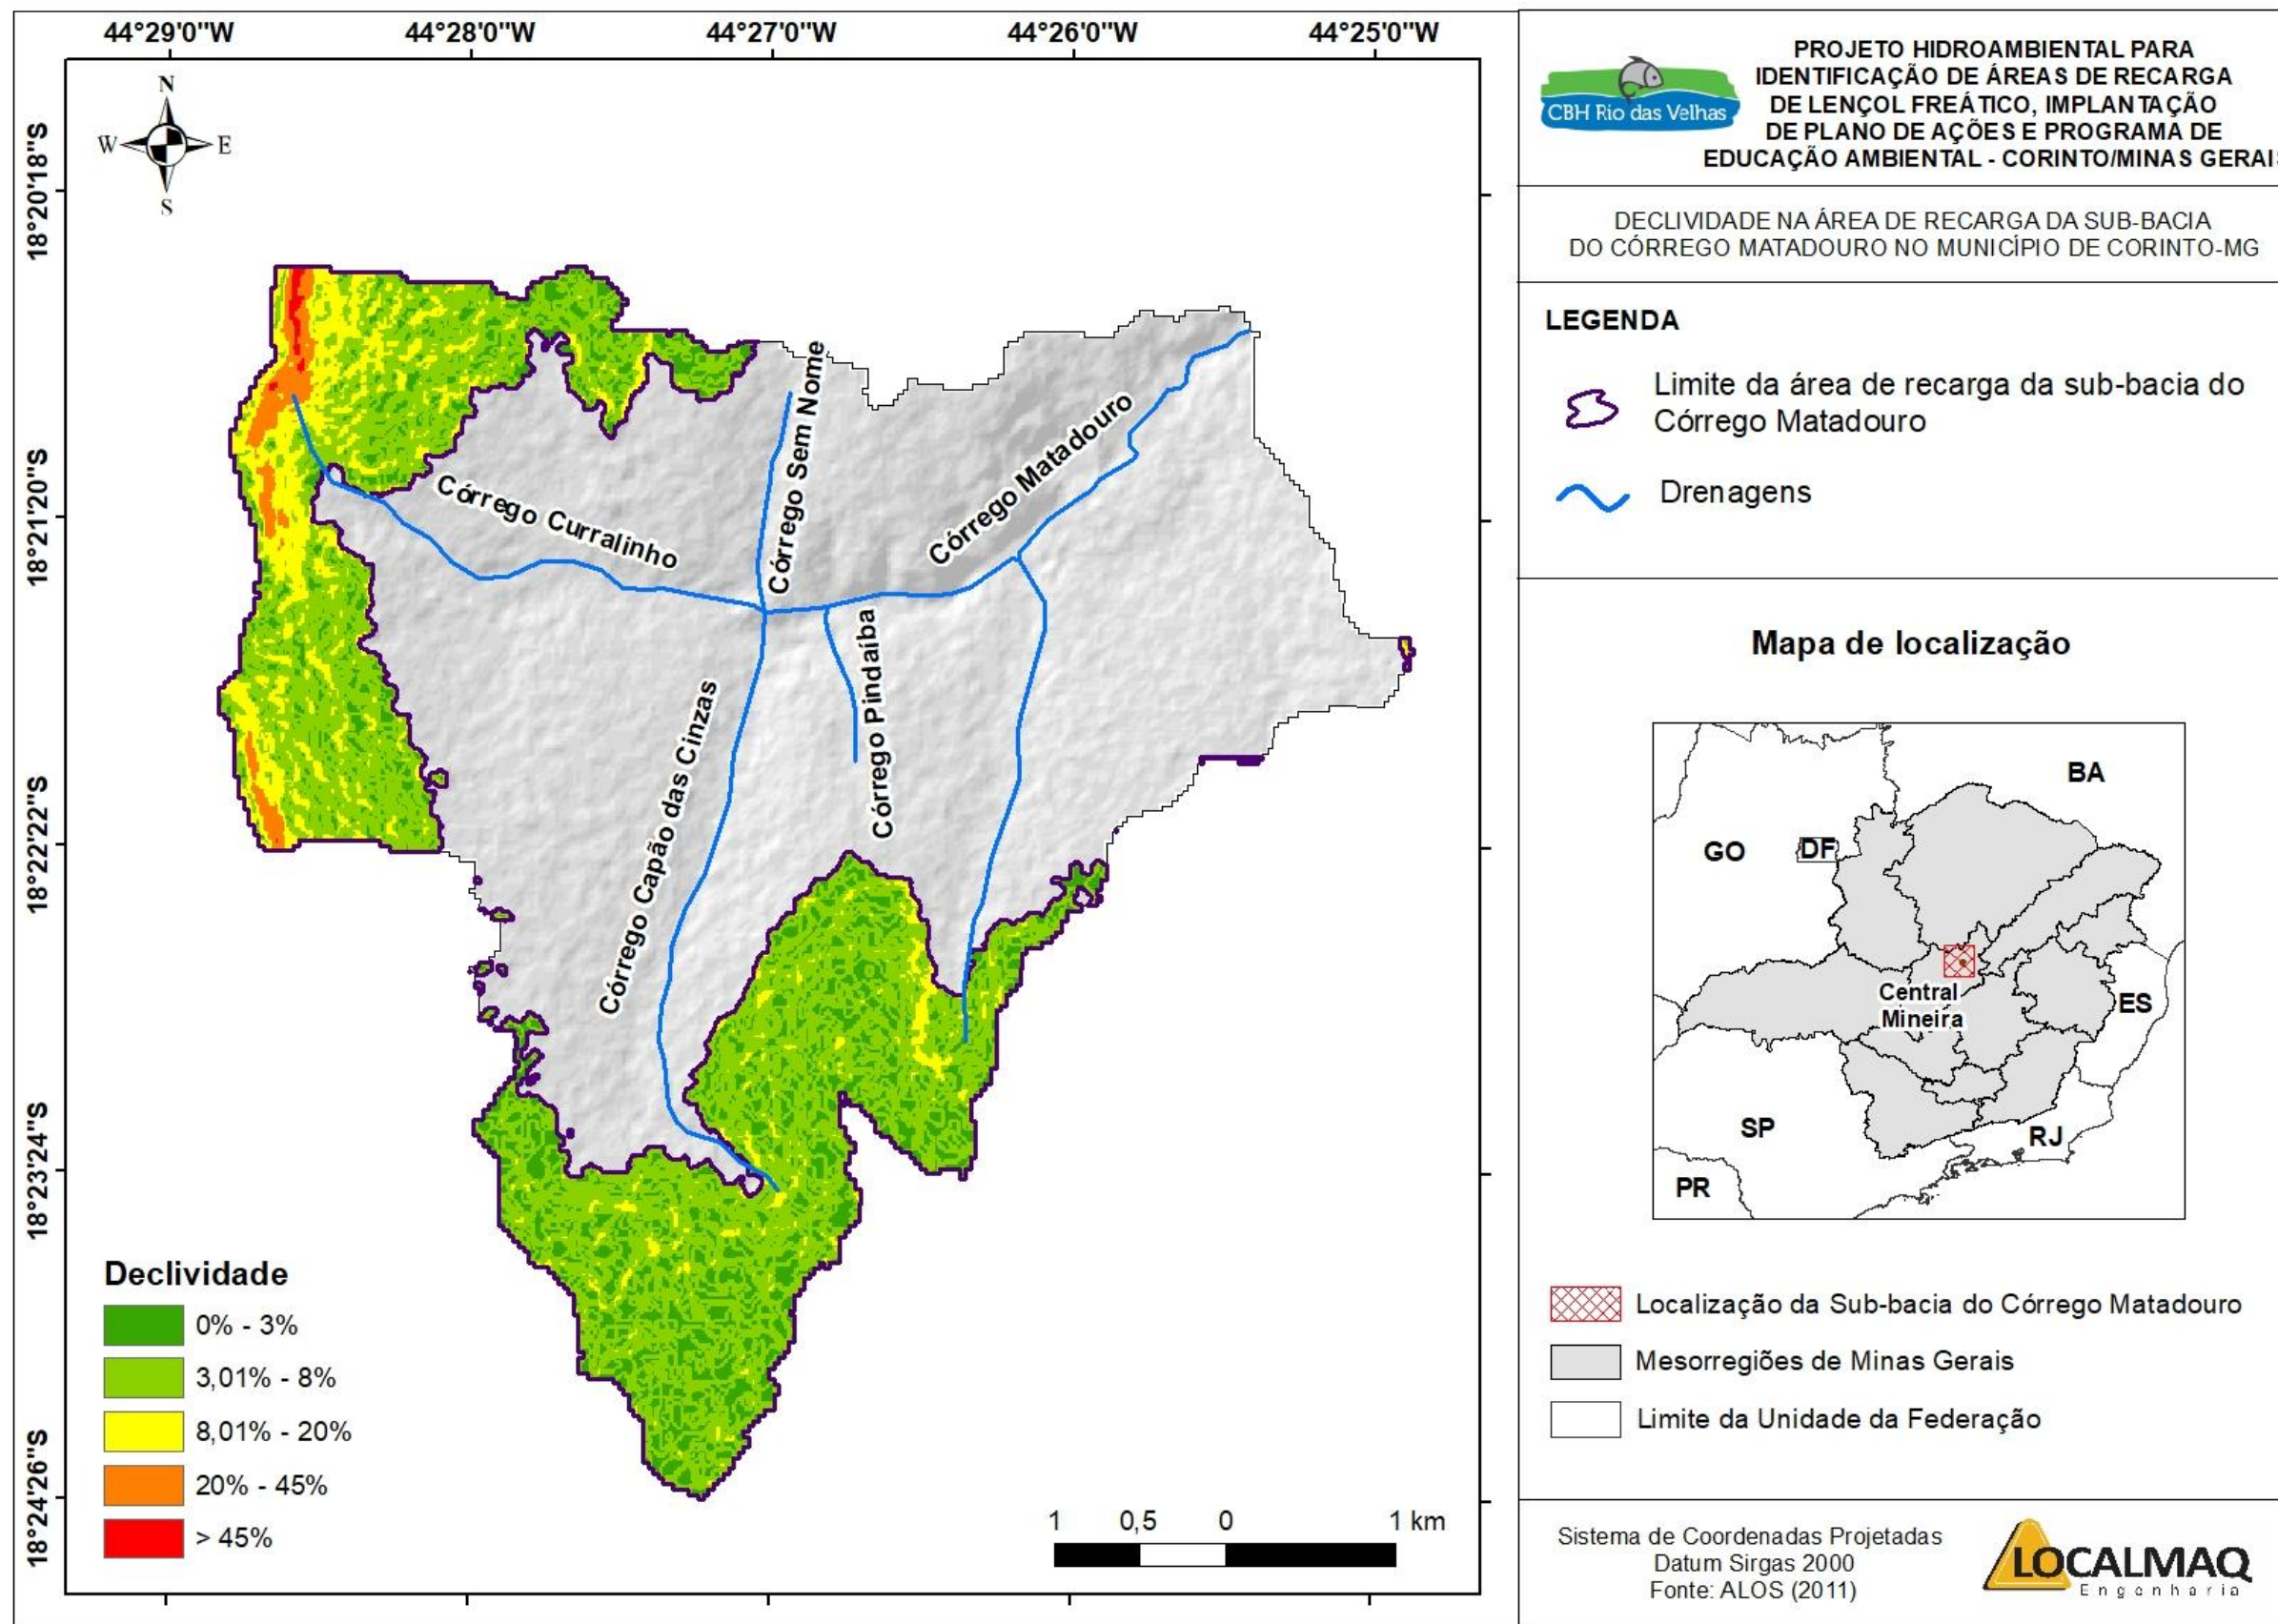 44°29'0"W
44°28'0"W
44°27'0"W
44°26'0"W
44°25'0"W
18°20'18"S
18°21'20"S
18°22'22"S
18°23'24"S
18°24'26"S
N
W
E
S
Córrego Curralinho
Córrego Sem Nome
Córrego Matadouro
Córrego Pindaíba
Córrego Capão das Cinzas
Declividade
0% - 3%
3,01% - 8%
8,01% - 20%
20% - 45%
> 45%
1 0,5 0 1 km
CBH Rio das Velhas
PROJETO HIDROAMBIENTAL PARA
IDENTIFICAÇÃO DE ÁREAS DE RECARGA
DE LENÇOL FREÁTICO, IMPLANTAÇÃO
DE PLANO DE AÇÕES E PROGRAMA DE
EDUCAÇÃO AMBIENTAL - CORINTO/MINAS GERAIS
DECLIVIDADE NA ÁREA DE RECARGA DA SUB-BACIA
DO CÓRREGO MATADOURO NO MUNICÍPIO DE CORINTO-MG
LEGENDA
Limite da área de recarga da sub-bacia do
Córrego Matadouro
Drenagens
Mapa de localização
BA
GO
DF
Central
Mineira
ES
SP
RJ
PR
Localização da Sub-bacia do Córrego Matadouro
Mesorregiões de Minas Gerais
Limite da Unidade da Federação
Sistema de Coordenadas Projetadas
Datum Sirgas 2000
Fonte: ALOS (2011)
LOCALMAQ
Engenharia